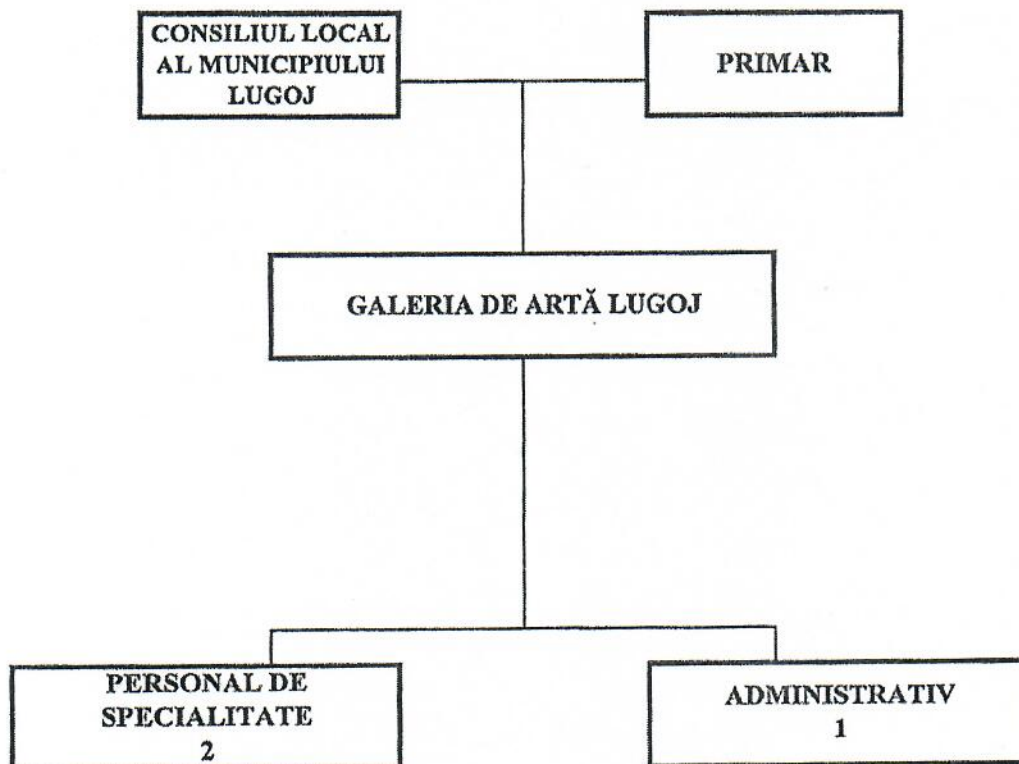 CONSILIUL LOCAL
AL MUNICIPIULUI
LUGOJ
PRIMAR
GALERIA DE ARTĂ LUGOJ
PERSONAL DE
SPECIALITATE
2
ADMINISTRATIV
1